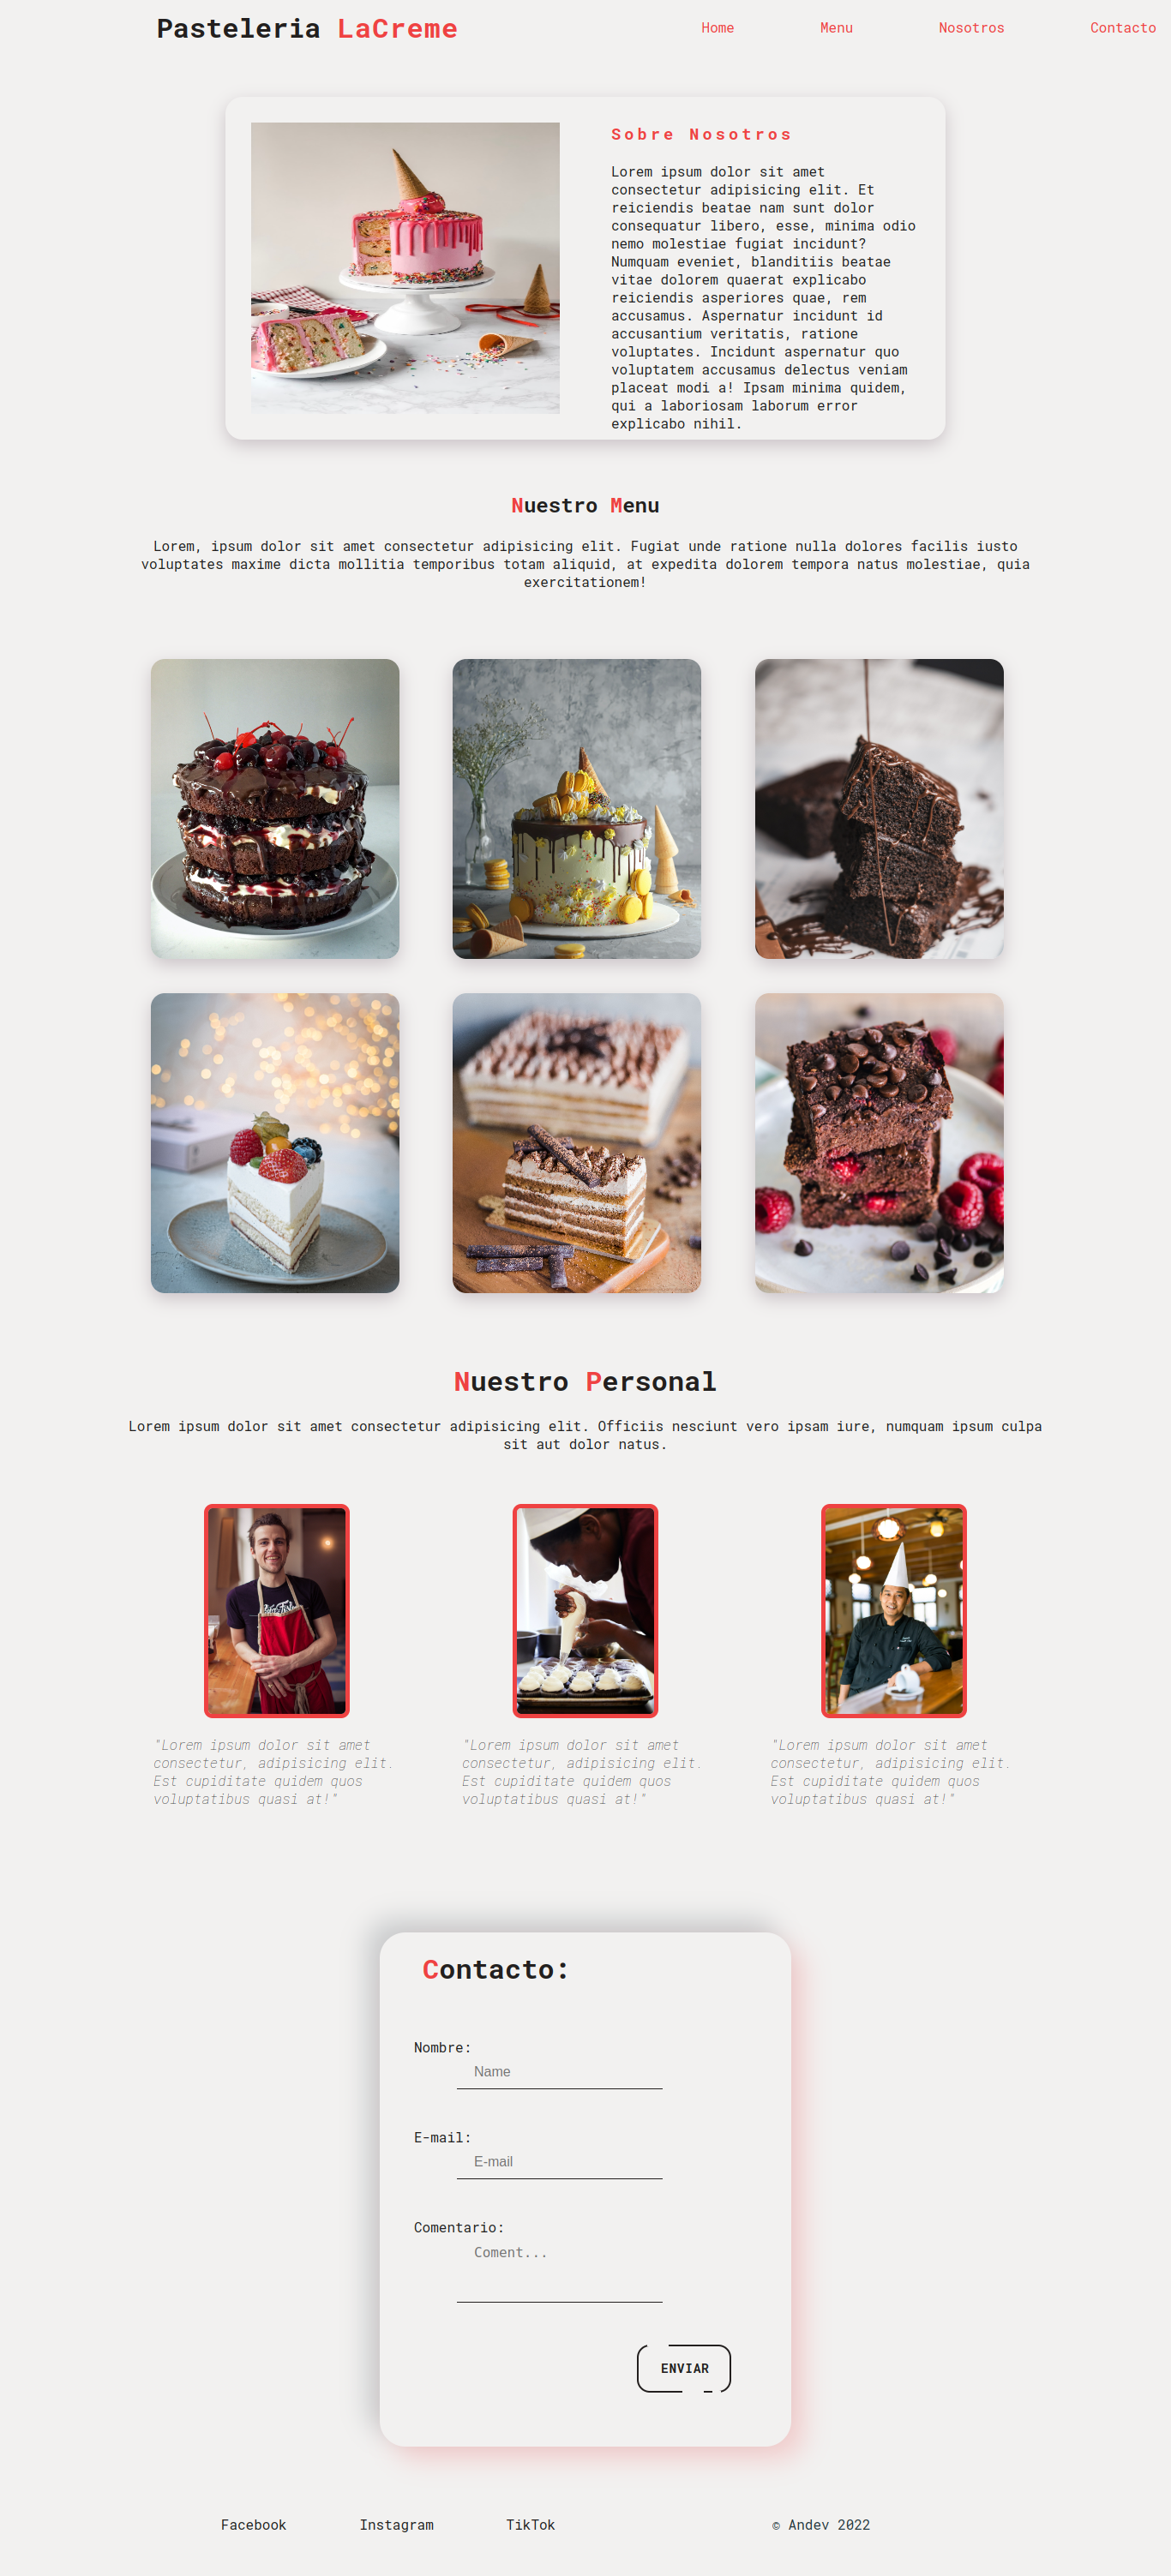 Pasteleria LaCreme
Home
Menu
Nosotros
Contacto
Sobre Nosotros
Lorem ipsum dolor sit amet
consectetur adipisicing elit. Et
reiciendis beatae nam sunt dolor
consequatur libero, esse, minima odio
nemo molestiae fugiat incidunt?
Numquam eveniet, blanditiis beatae
vitae dolorem quaerat explicabo
reiciendis asperiores quae, rem
accusamus. Aspernatur incidunt id
accusantium veritatis, ratione
voluptates. Incidunt aspernatur quo
voluptatem accusamus delectus veniam
placeat modi a! Ipsam minima quidem,
qui a laboriosam laborum error
explicabo nihil.
Nuestro Menu
Lorem, ipsum dolor sit amet consectetur adipisicing elit. Fugiat unde ratione nulla dolores facilis iusto
voluptates maxime dicta mollitia temporibus totam aliquid, at expedita dolorem tempora natus molestiae, quia
exercitationem!
Nuestro Personal
Lorem ipsum dolor sit amet consectetur adipisicing elit. Officiis nesciunt vero ipsam iure, numquam ipsum culpa
sit aut dolor natus.
"Lorem ipsum dolor sit amet
consectetur, adipisicing elit.
Est cupiditate quidem quos
voluptatibus quasi at!"
"Lorem ipsum dolor sit amet
consectetur, adipisicing elit.
Est cupiditate quidem quos
voluptatibus quasi at!"
"Lorem ipsum dolor sit amet
consectetur, adipisicing elit.
Est cupiditate quidem quos
voluptatibus quasi at!"
Contacto:
Nombre:
Name
E-mail:
E-mail
Comentario:
Coment...
ENVIAR
Facebook
Instagram
TikTok
© Andev 2022